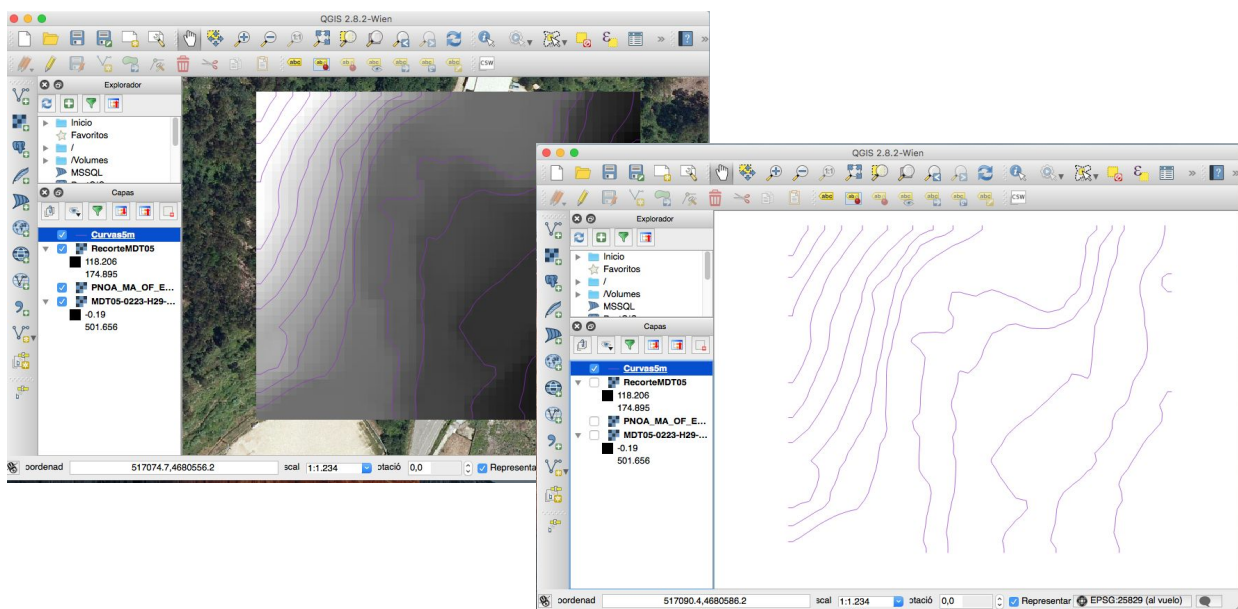 QGIS 2.8.2-Wien
CSW
Explorador
Inicio
Favoritos
/
/Volumes
MSSQL
Capas
Curvas5m
RecorteMDT05
118.206
174.895
PNOA_MA_OF_E...
MDT05-0223-H29-...
-0.19
501.656
oordenad 517074.7,4680556.2 scal 1:1.234 otació 0,0 Representa
QGIS 2.8.2-Wien
CSW
Explorador
Inicio
Favoritos
/
/Volumes
MSSQL
Capas
Curvas5m
RecorteMDT05
118.206
174.895
PNOA_MA_OF_E...
MDT05-0223-H29-...
-0.19
501.656
oordenad 517090.4,4680586.2 scal 1:1.234 otació 0,0 Representar EPSG:25829 (al vuelo)